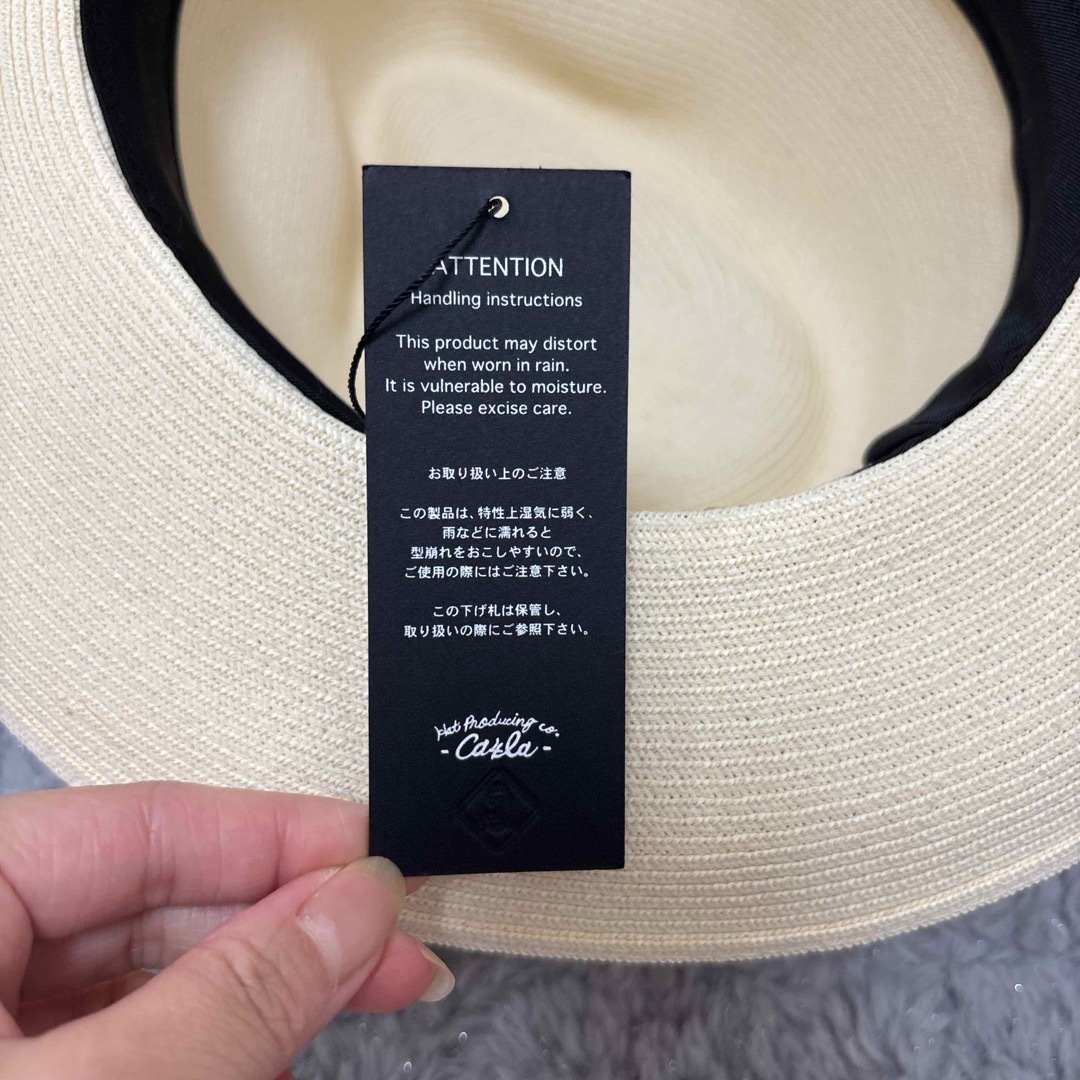 ATTENTION
Handling instructions
This product may distort
when worn in rain.
It is vulnerable to moisture.
Please excise care.
お取り扱い上のご注意
この製品は、特性上湿気に弱く、
雨などに濡れると
型崩れをおこしやすいので、
ご使用の際にはご注意下さい。
この下げ札は保管し、
取り扱いの際にご参照下さい。
Hat Producing co.